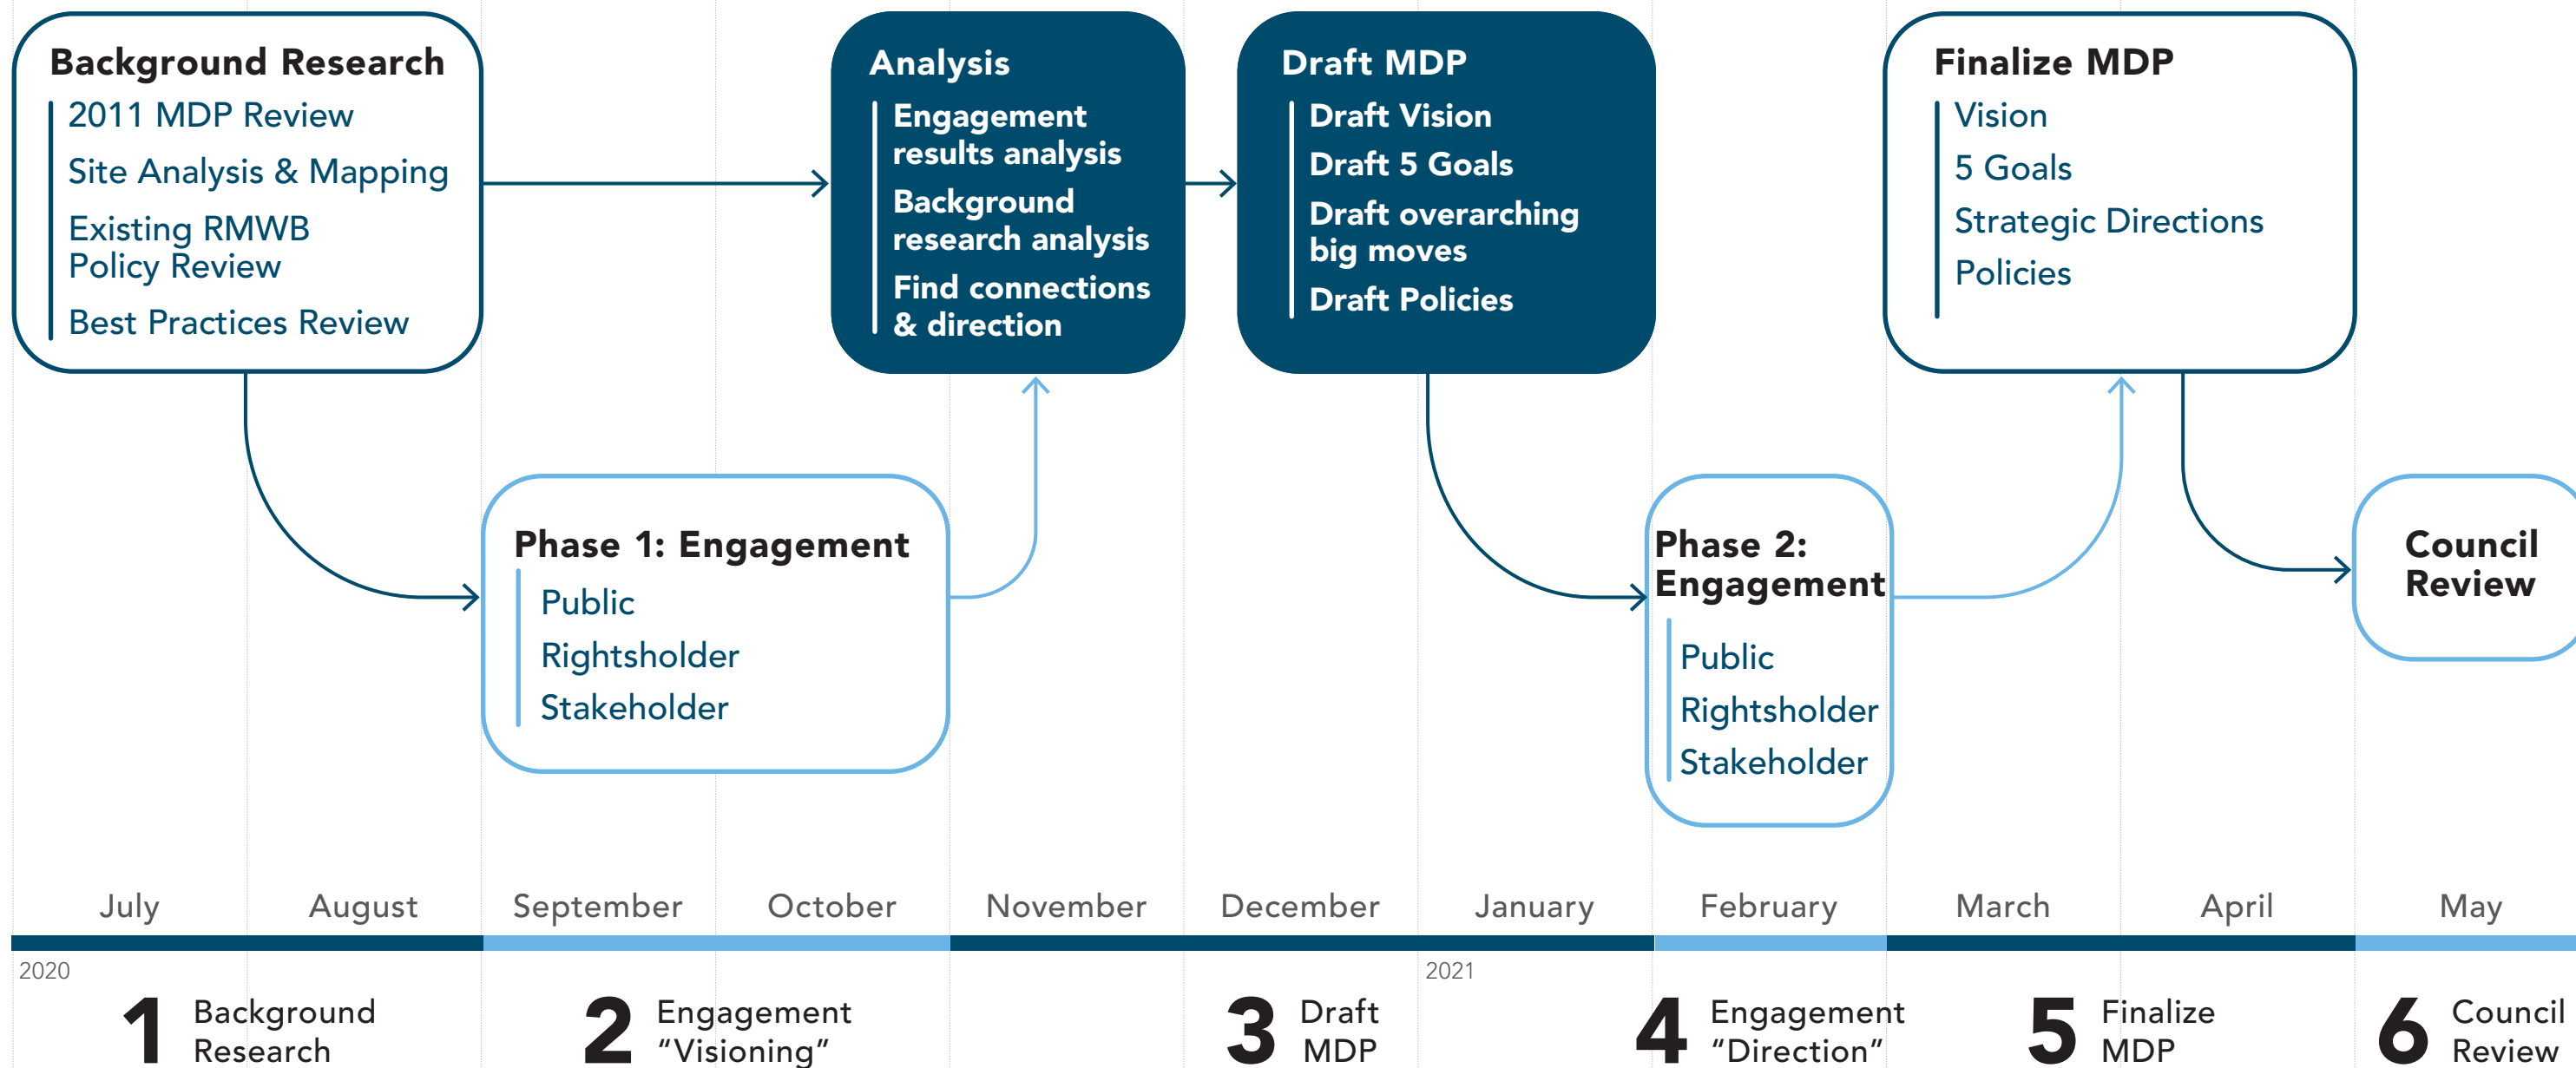 Background Research
2011 MDP Review
Site Analysis & Mapping
Existing RMWB
Policy Review
Best Practices Review
Analysis
Engagement
results analysis
Background
research analysis
Find connections
& direction
Draft MDP
Draft Vision
Draft 5 Goals
Draft overarching
big moves
Draft Policies
Finalize MDP
Vision
5 Goals
Strategic Directions
Policies
Phase 1: Engagement
Public
Rightsholder
Stakeholder
Phase 2:
Engagement
Public
Rightsholder
Stakeholder
Council
Review
July August September October November December January February March April May
2020 2021
1 Background
Research
2 Engagement
“Visioning”
3 Draft
MDP
4 Engagement
“Direction”
5 Finalize
MDP
6 Council
Review